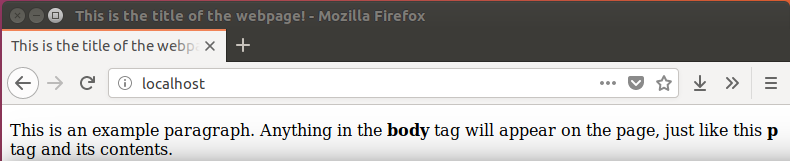 This is the title of the webpage! - Mozilla Firefox
This is the title of the webpa
localhost
This is an example paragraph. Anything in the body tag will appear on the page, just like this p
tag and its contents.